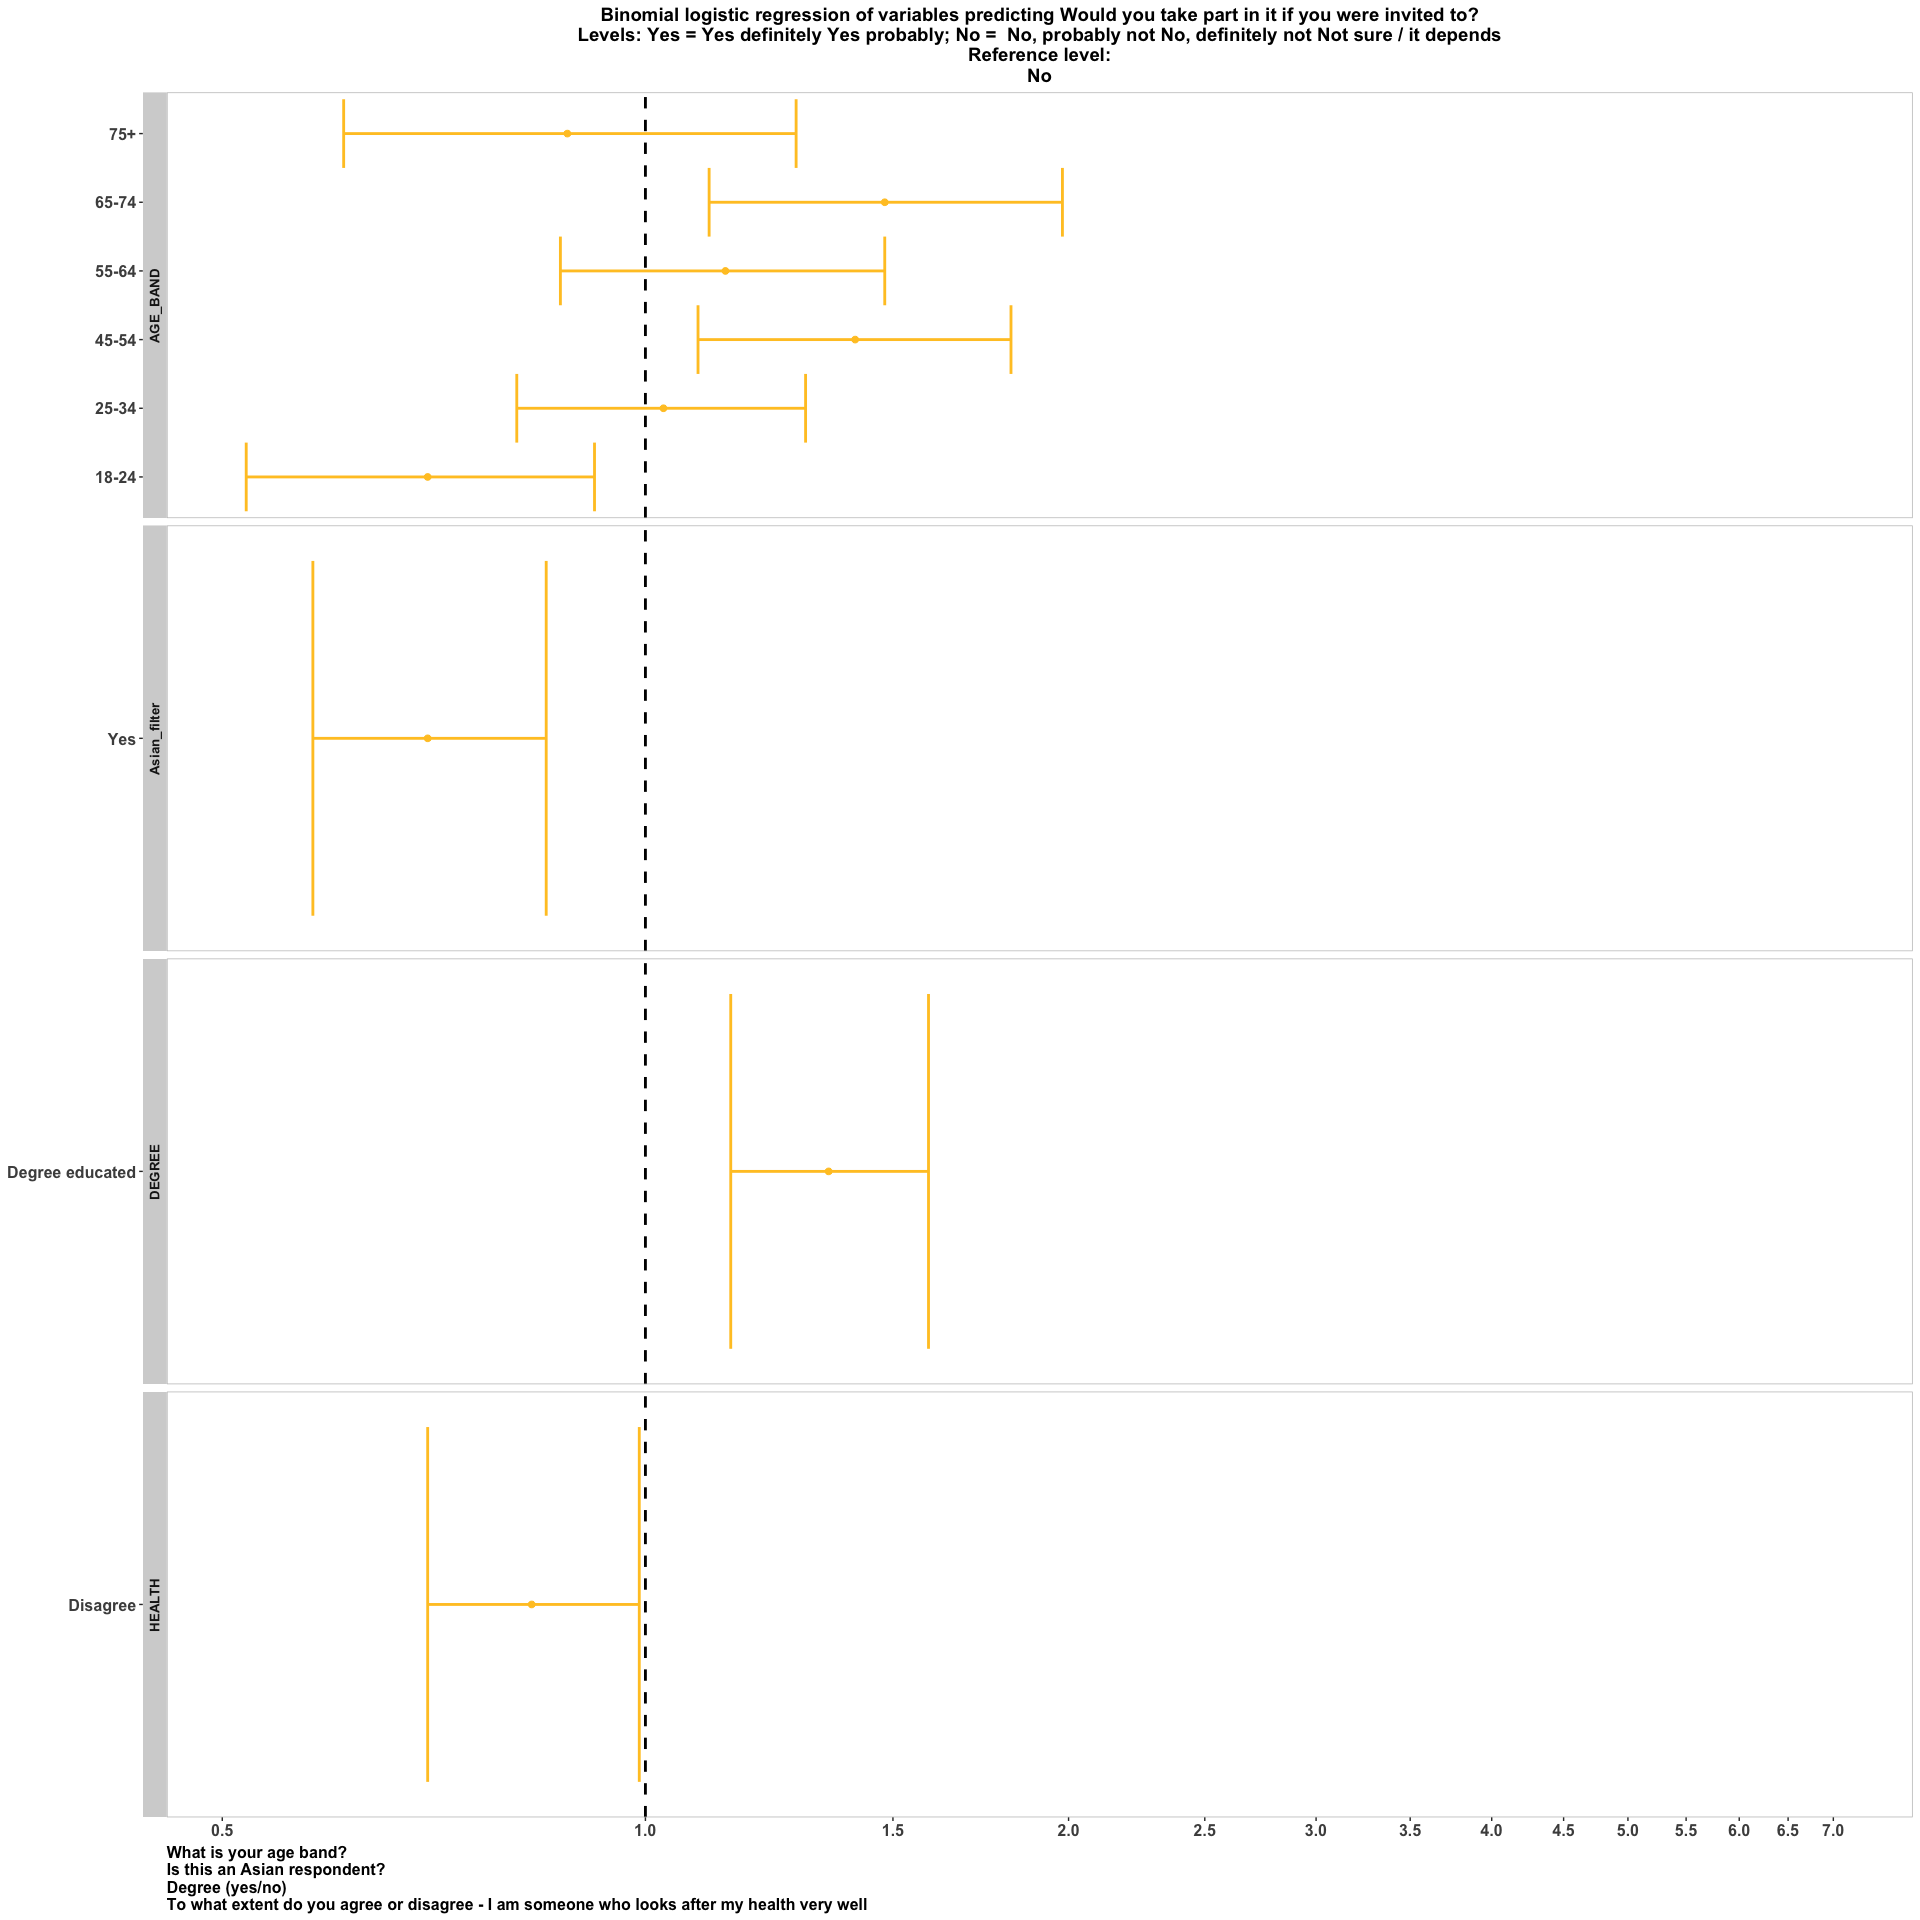 Binomial logistic regression of variables predicting Would you take part in it if you were invited to?
Levels: Yes = Yes definitely Yes probably; No =  No, probably not No, definitely not Not sure / it depends
Reference level:
No
75+
65-74
55-64
45-54
25-34
18-24
AGE_BAND
Yes
Asian_filter
Degree educated
DEGREE
Disagree
HEALTH
0.5 1.0 1.5 2.0 2.5 3.0 3.5 4.0 4.5 5.0 5.5 6.0 6.5 7.0
What is your age band?
Is this an Asian respondent?
Degree (yes/no)
To what extent do you agree or disagree - I am someone who looks after my health very well